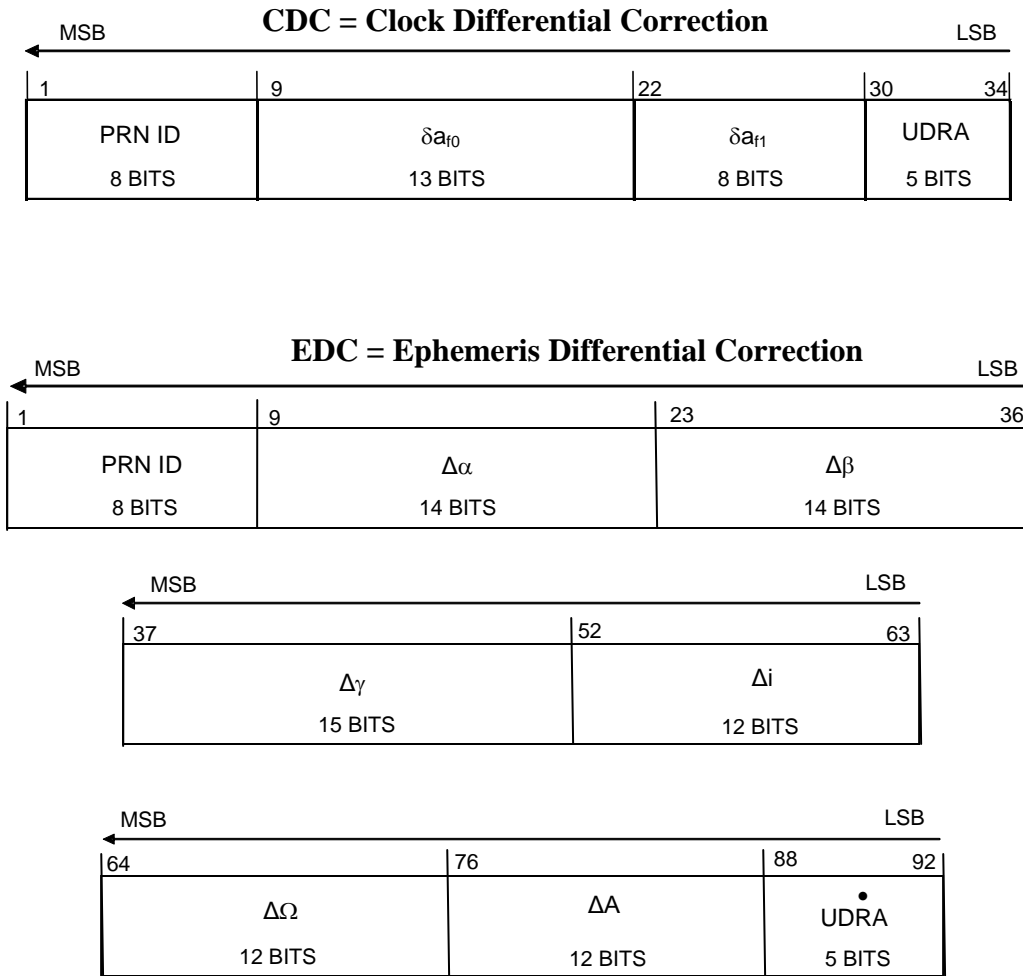 CDC = Clock Differential Correction
MSB LSB
1 9 22 30 34
PRN ID δaf0 δaf1 UDRA
8 BITS 13 BITS 8 BITS 5 BITS
EDC = Ephemeris Differential Correction
MSB LSB
1 9 23 36
PRN ID Δα Δβ
8 BITS 14 BITS 14 BITS
MSB LSB
37 52 63
Δγ Δi
15 BITS 12 BITS
MSB LSB
64 76 88 92
ΔΩ ΔA UDRȦ
12 BITS 12 BITS 5 BITS